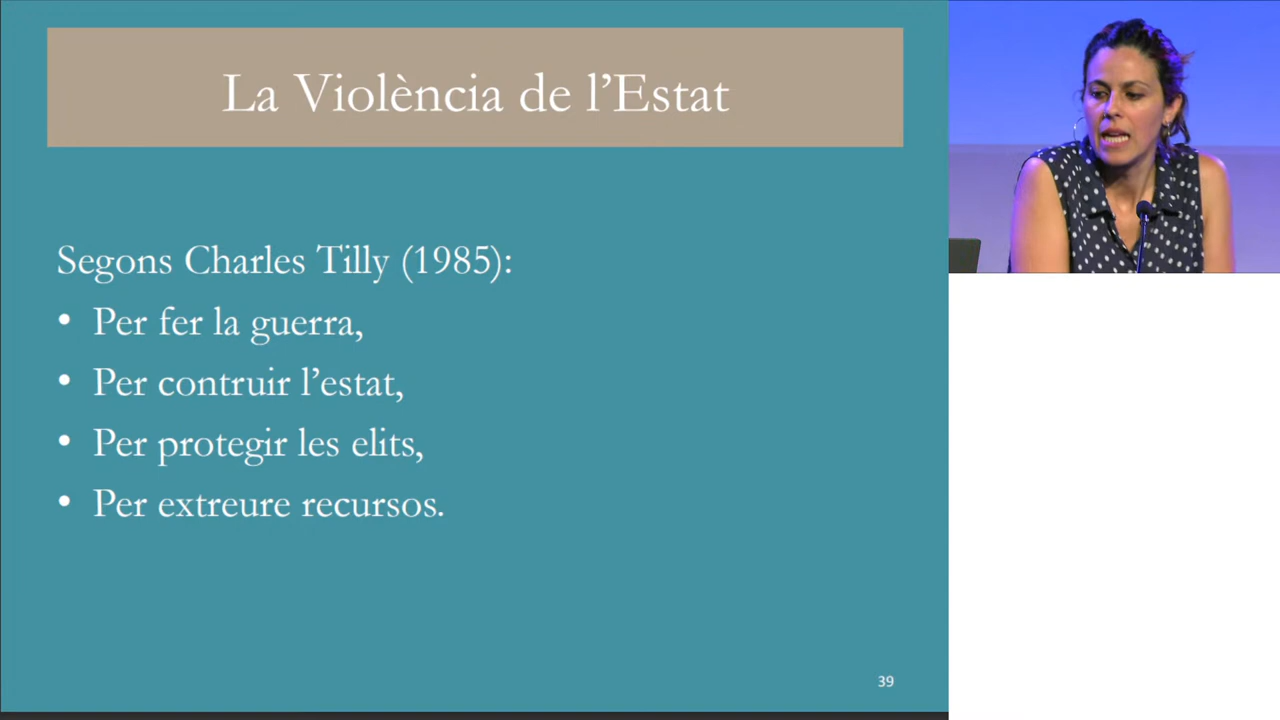 La Violència de l’Estat
Segons Charles Tilly (1985):
• Per fer la guerra,
• Per contruir l’estat,
• Per protegir les elits,
• Per extreure recursos.
39